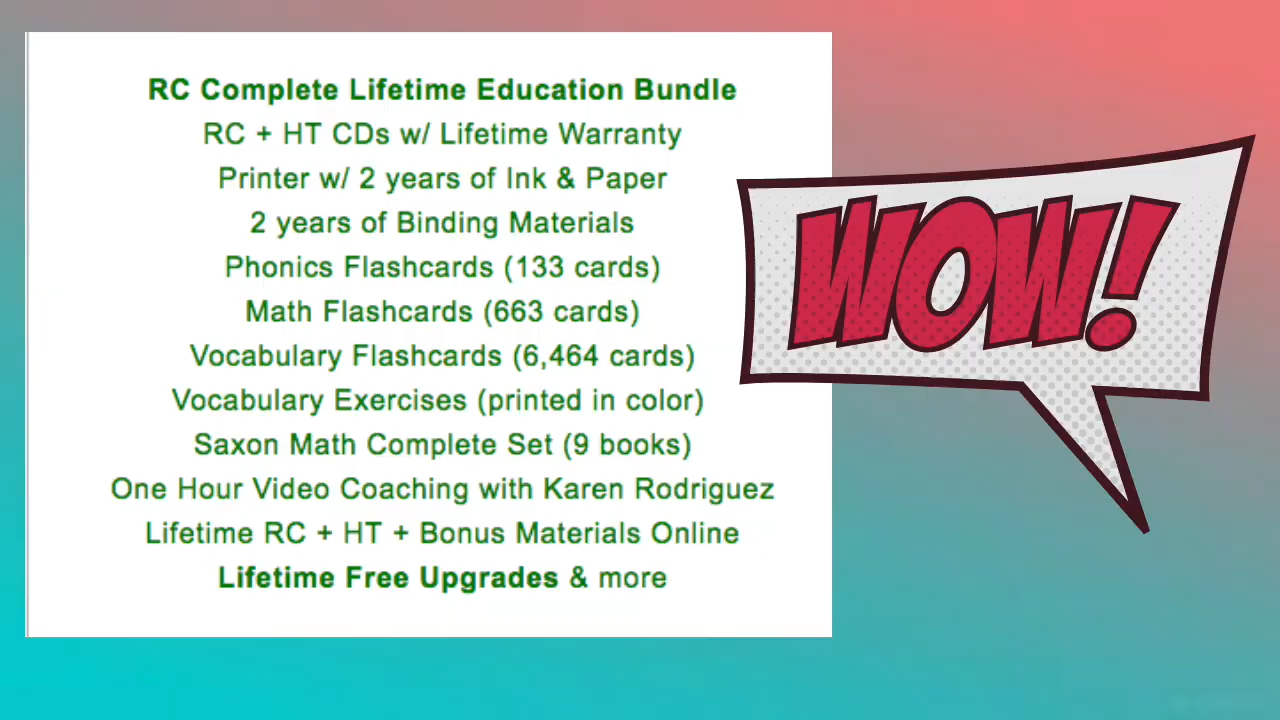 RC Complete Lifetime Education Bundle
RC + HT CDs w/ Lifetime Warranty
Printer w/ 2 years of Ink & Paper
2 years of Binding Materials
Phonics Flashcards (133 cards)
Math Flashcards (663 cards)
Vocabulary Flashcards (6,464 cards)
Vocabulary Exercises (printed in color)
Saxon Math Complete Set (9 books)
One Hour Video Coaching with Karen Rodriguez
Lifetime RC + HT + Bonus Materials Online
Lifetime Free Upgrades & more
WOW!